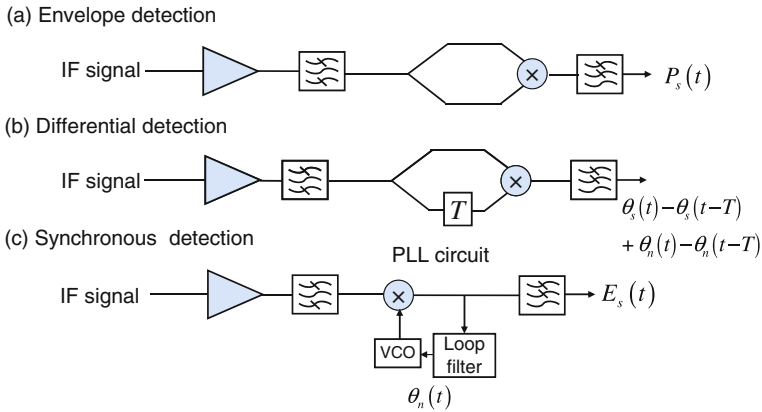 (a) Envelope detection
IF signal
×
P_s(t)
(b) Differential detection
IF signal
×
T
θ_s(t)−θ_s(t−T)
+ θ_n(t)−θ_n(t−T)
(c) Synchronous detection
PLL circuit
IF signal
×
E_s(t)
VCO
Loop
filter
θ_n(t)